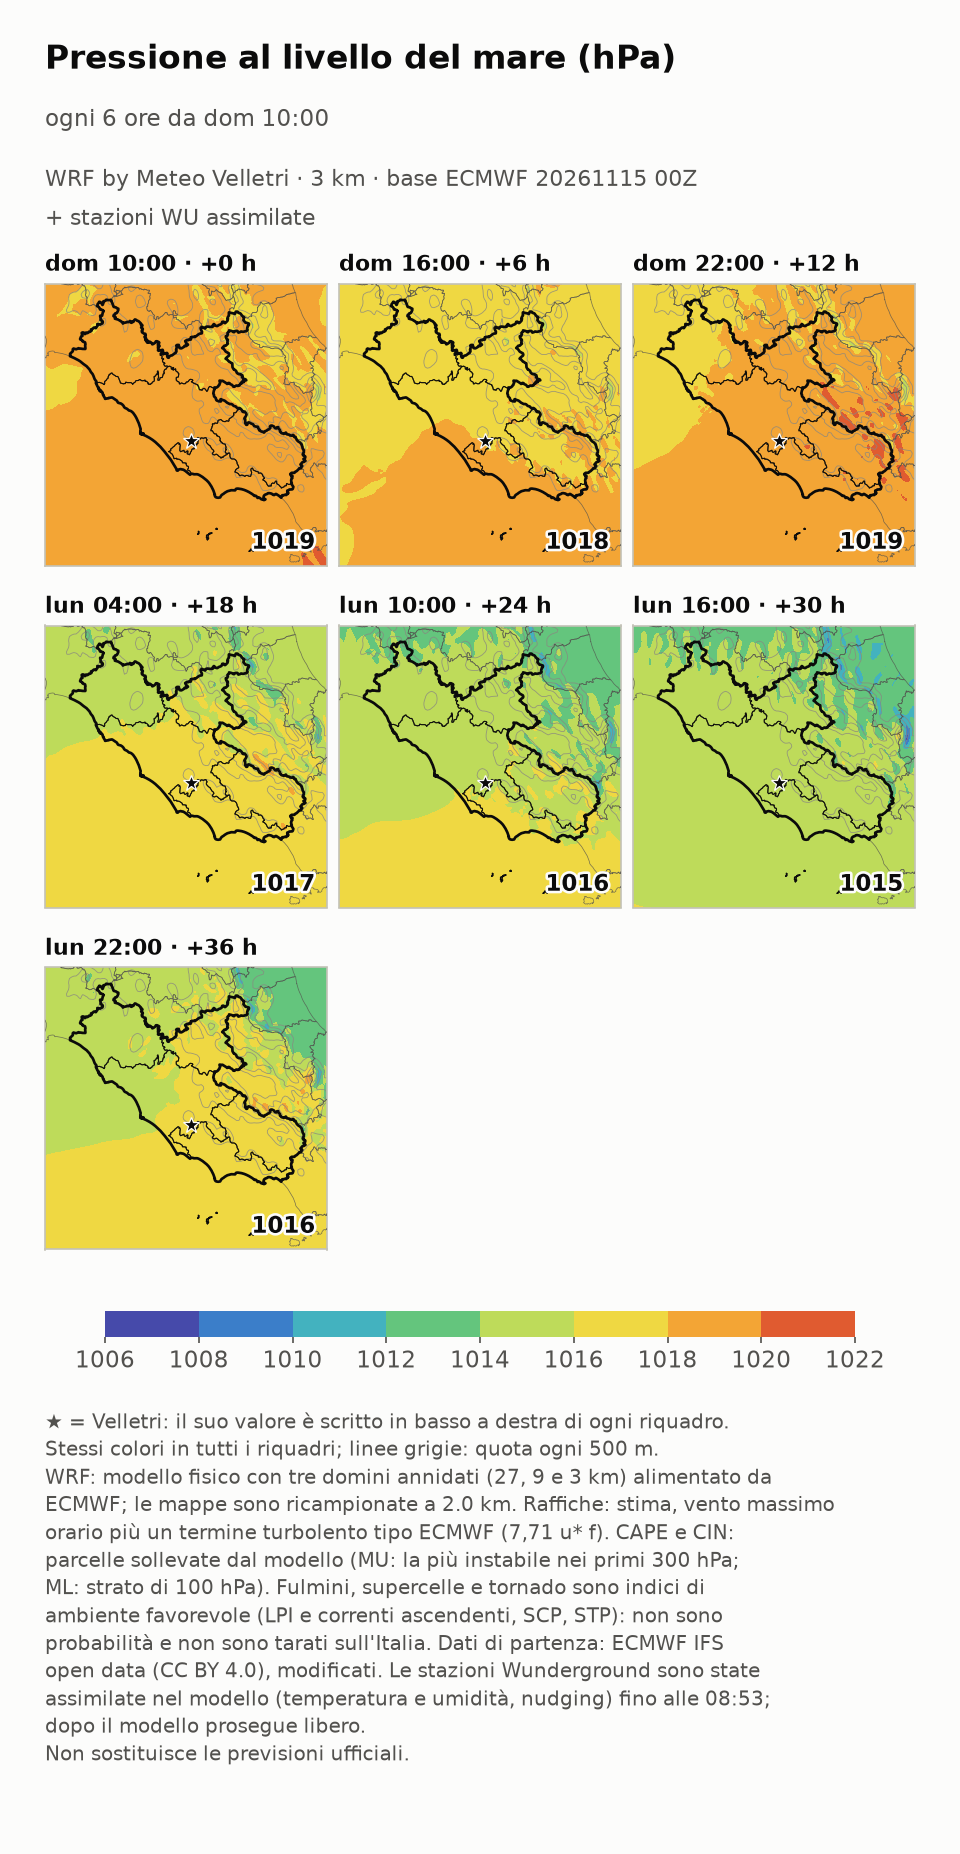 Pressione al livello del mare (hPa)
ogni 6 ore da dom 10:00
WRF by Meteo Velletri · 3 km · base ECMWF 20261115 00Z
+ stazioni WU assimilate
dom 10:00 · +0 h
dom 16:00 · +6 h
dom 22:00 · +12 h
1019
1018
1019
lun 04:00 · +18 h
lun 10:00 · +24 h
lun 16:00 · +30 h
1017
1016
1015
lun 22:00 · +36 h
1016
1006 1008 1010 1012 1014 1016 1018 1020 1022
★ = Velletri: il suo valore è scritto in basso a destra di ogni riquadro.
Stessi colori in tutti i riquadri; linee grigie: quota ogni 500 m.
WRF: modello fisico con tre domini annidati (27, 9 e 3 km) alimentato da
ECMWF; le mappe sono ricampionate a 2.0 km. Raffiche: stima, vento massimo
orario più un termine turbolento tipo ECMWF (7,71 u* f). CAPE e CIN:
parcelle sollevate dal modello (MU: la più instabile nei primi 300 hPa;
ML: strato di 100 hPa). Fulmini, supercelle e tornado sono indici di
ambiente favorevole (LPI e correnti ascendenti, SCP, STP): non sono
probabilità e non sono tarati sull'Italia. Dati di partenza: ECMWF IFS
open data (CC BY 4.0), modificati. Le stazioni Wunderground sono state
assimilate nel modello (temperatura e umidità, nudging) fino alle 08:53;
dopo il modello prosegue libero.
Non sostituisce le previsioni ufficiali.